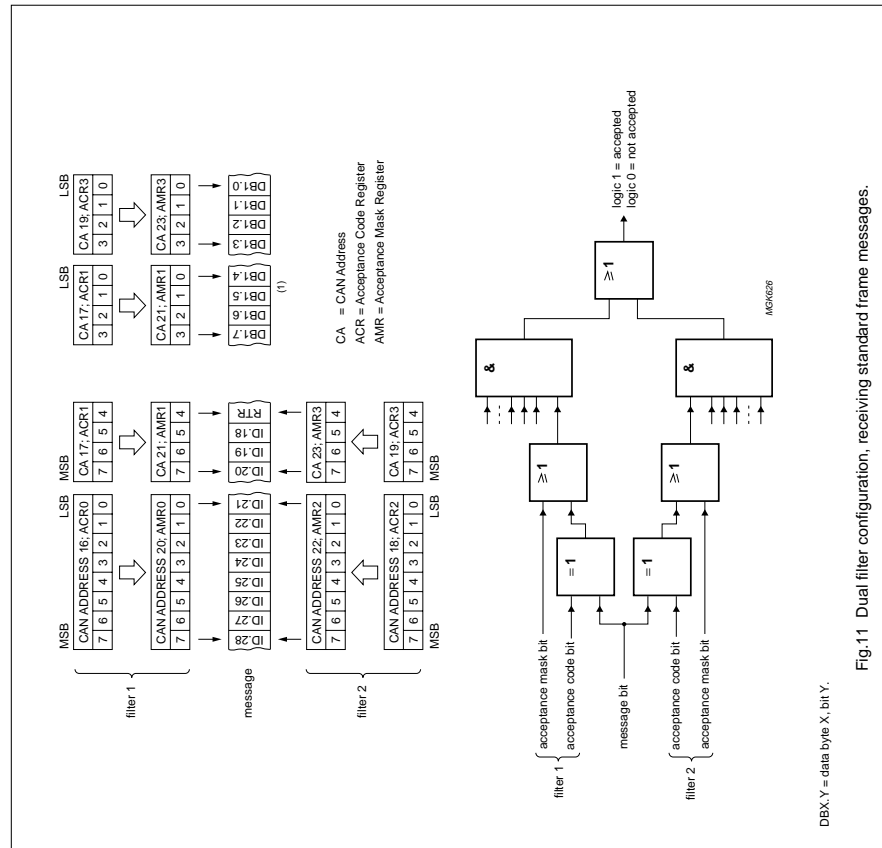 MSB LSB MSB LSB LSB
CAN ADDRESS 16; ACR0 CA 17; ACR1 CA 17; ACR1 CA 19; ACR3
7 6 5 4 3 2 1 0 7 6 5 4 3 2 1 0 3 2 1 0
filter 1
CAN ADDRESS 20; AMR0 CA 21; AMR1 CA 21; AMR1 CA 23; AMR3
7 6 5 4 3 2 1 0 7 6 5 4 3 2 1 0 3 2 1 0
message
ID.28 ID.27 ID.26 ID.25 ID.24 ID.23 ID.22 ID.21 ID.20 ID.19 ID.18 RTR DB1.7 DB1.6 DB1.5 DB1.4 DB1.3 DB1.2 DB1.1 DB1.0
(1)
CAN ADDRESS 22; AMR2 CA 23; AMR3
7 6 5 4 3 2 1 0 7 6 5 4
filter 2
CAN ADDRESS 18; ACR2 CA 19; ACR3
7 6 5 4 3 2 1 0 7 6 5 4
MSB LSB MSB
CA = CAN Address
ACR = Acceptance Code Register
AMR = Acceptance Mask Register
filter 1
acceptance mask bit
acceptance code bit
message bit
filter 2
acceptance code bit
acceptance mask bit
= 1
= 1
≥ 1
≥ 1
&
&
≥ 1
logic 1 = accepted
logic 0 = not accepted
MGK626
DBX.Y = data byte X, bit Y.
Fig.11 Dual filter configuration, receiving standard frame messages.